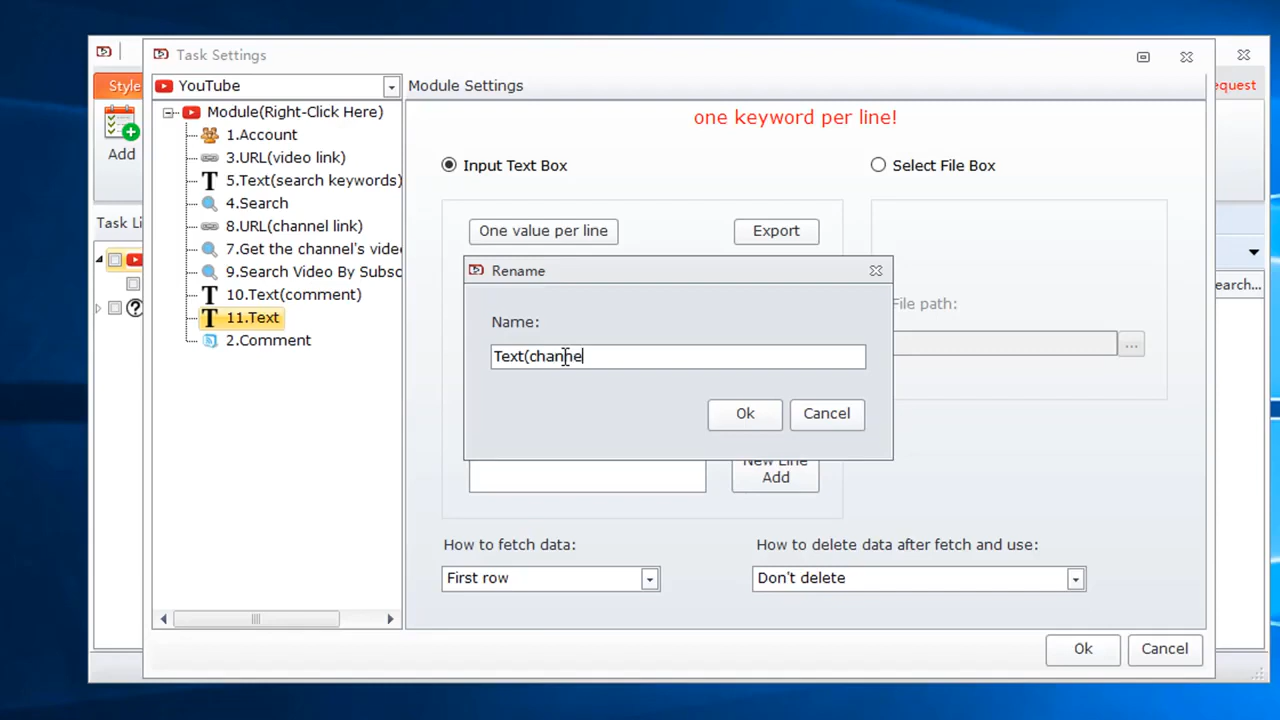 Task Settings
Style
equest
YouTube
Module Settings
Module(Right-Click Here)
one keyword per line!
1.Account
Add
3.URL(video link)
Input Text Box
Select File Box
5.Text(search keywords)
4.Search
Task Li
8.URL(channel link)
One value per line
Export
7.Get the channel's vide
9.Search Video By Subsc
Rename
earch...
10.Text(comment)
File path:
11.Text
Name:
2.Comment
...
Text(channe
Ok
Cancel
New Line
Add
How to fetch data:
How to delete data after fetch and use:
First row
Don't delete
Ok
Cancel